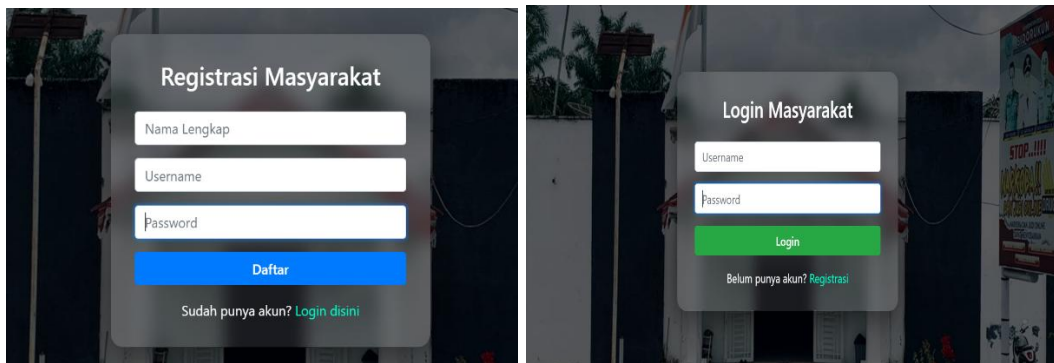 Registrasi Masyarakat
Nama Lengkap
Username
Password
Daftar
Sudah punya akun? Login disini
Login Masyarakat
Username
Password
Login
Belum punya akun? Registrasi
STOP..!!!!